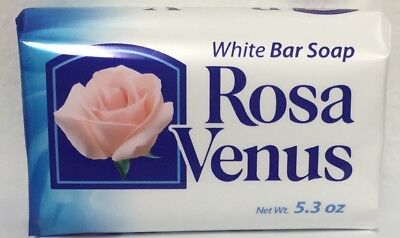 White Bar Soap
Rosa
Venus
Net Wt. 5.3 oz